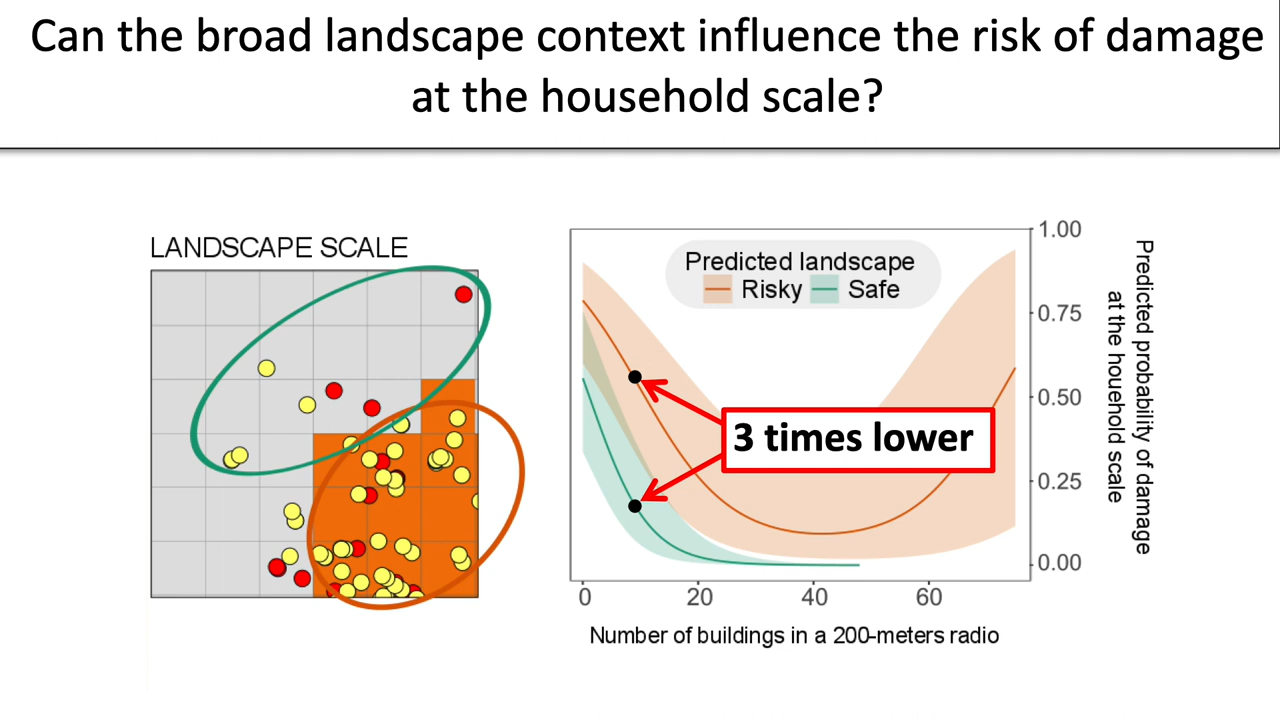 Can the broad landscape context influence the risk of damage
at the household scale?
LANDSCAPE SCALE
Predicted landscape
Risky
Safe
3 times lower
1.00
0.75
0.50
0.25
0.00
Predicted probability of damage
at the household scale
0
20
40
60
Number of buildings in a 200-meters radio